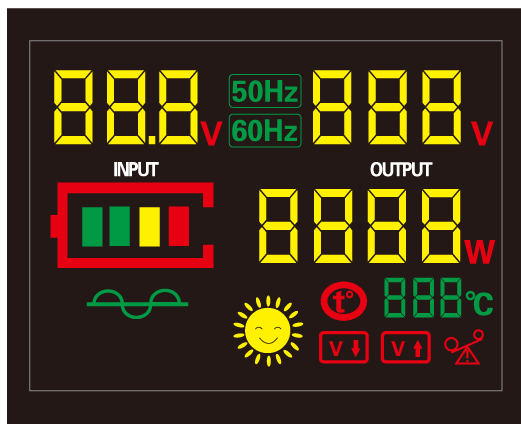 88.8V 50Hz 888V
60Hz
INPUT OUTPUT
8888W
t° 888°C
V V